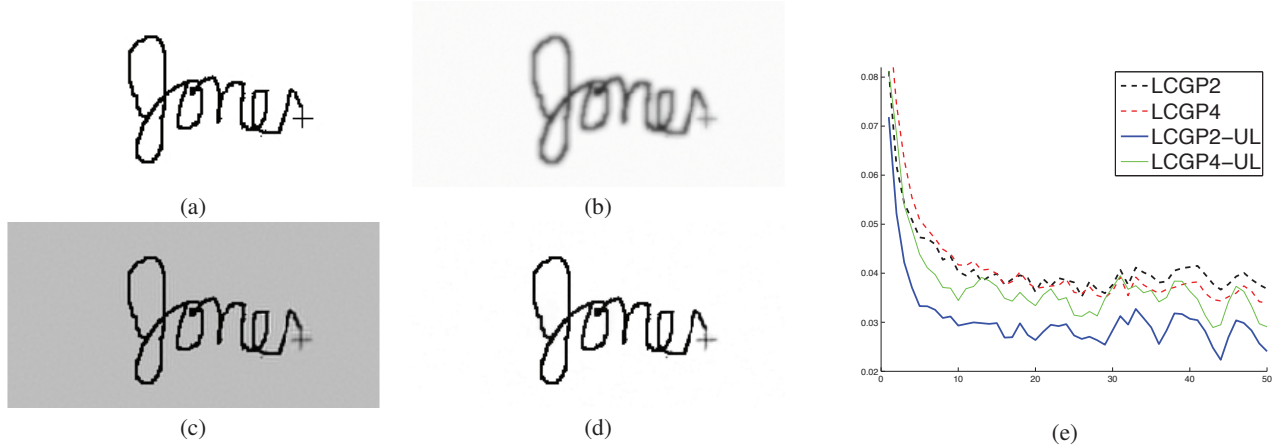 Jones
(a)
Jones
(b)
Jones
(c)
Jones
(d)
0.08
0.07
0.06
0.05
0.04
0.03
0.02
0 10 20 30 40 50
LCGP2
LCGP4
LCGP2-UL
LCGP4-UL
(e)